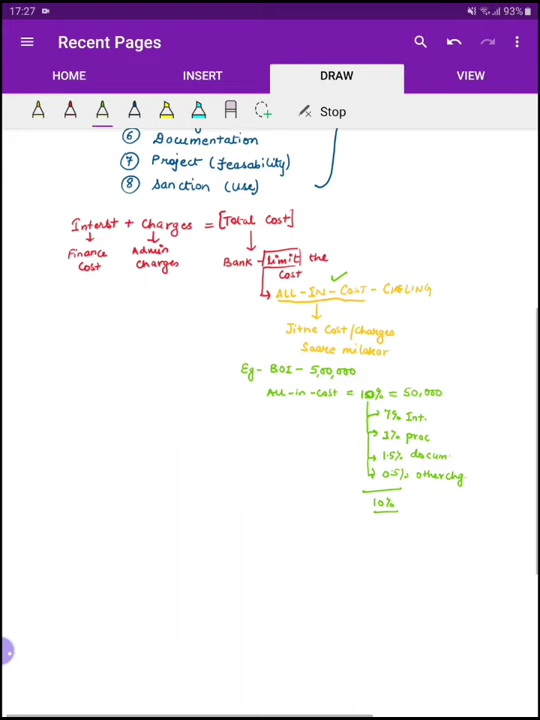 17:27 93%
Recent Pages
HOME INSERT DRAW VIEW
Stop
6 Documentation
7 Project (feasability)
8 Sanction (use)
Interst + Charges = [Total Cost]
Finance Cost
Admin Charges
Bank - limit the cost
ALL-IN-COST-CIELING
Jitne Cost/charges
Saare milakar
Eg- BOI - 5,00,000
ALL-in-cost = 10% = 50,000
7% Int.
1% proc
1.5% docum.
0.5% other chg.
10%